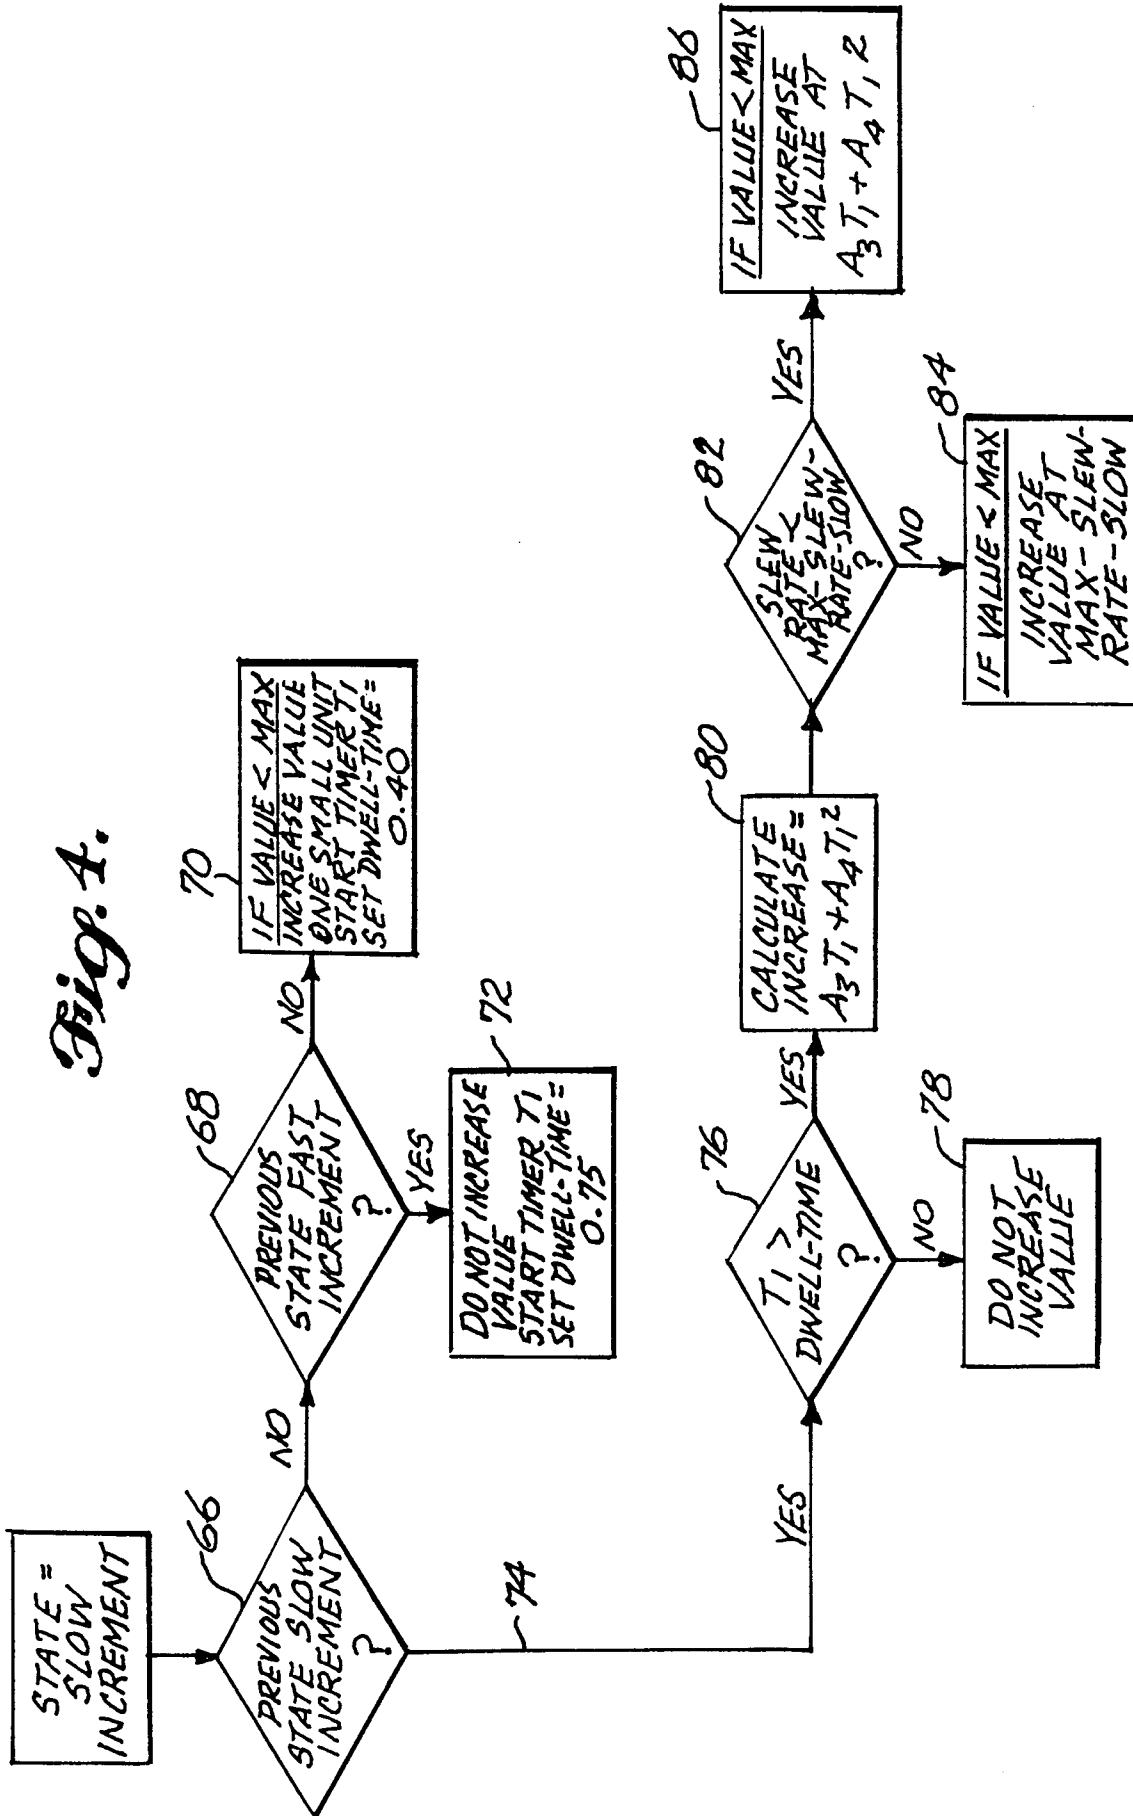 Fig. 4.
STATE =
SLOW
INCREMENT
66
PREVIOUS
STATE SLOW
INCREMENT
?
NO
68
PREVIOUS
STATE FAST
INCREMENT
?
NO
70
IF VALUE < MAX
INCREASE VALUE
ONE SMALL UNIT
START TIMER T1
SET DWELL-TIME =
0.40
YES
72
DO NOT INCREASE
VALUE
START TIMER T1
SET DWELL-TIME =
0.75
74
YES
76
T1 >
DWELL-TIME
?
NO
78
DO NOT
INCREASE
VALUE
YES
80
CALCULATE
INCREASE =
A₃T₁ + A₄T₁²
82
SLEW
RATE <
MAX-SLEW-
RATE-SLOW
?
NO
84
IF VALUE < MAX
INCREASE
VALUE AT
MAX-SLEW-
RATE-SLOW
YES
86
IF VALUE < MAX
INCREASE
VALUE AT
A₃T₁ + A₄T₁ 2